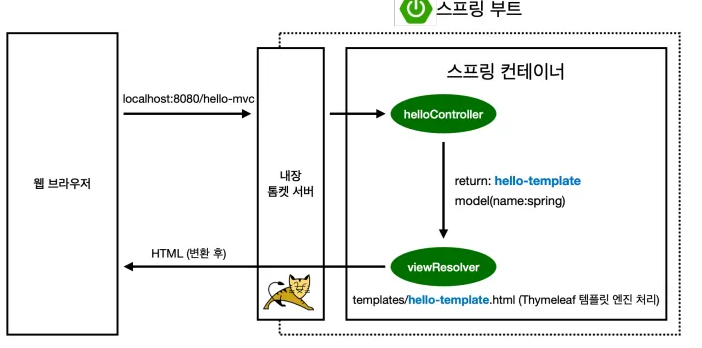 스프링 부트
스프링 컨테이너
localhost:8080/hello-mvc
helloController
웹 브라우저
내장
톰켓 서버
return: hello-template
model(name:spring)
HTML (변환 후)
viewResolver
templates/hello-template.html (Thymeleaf 템플릿 엔진 처리)